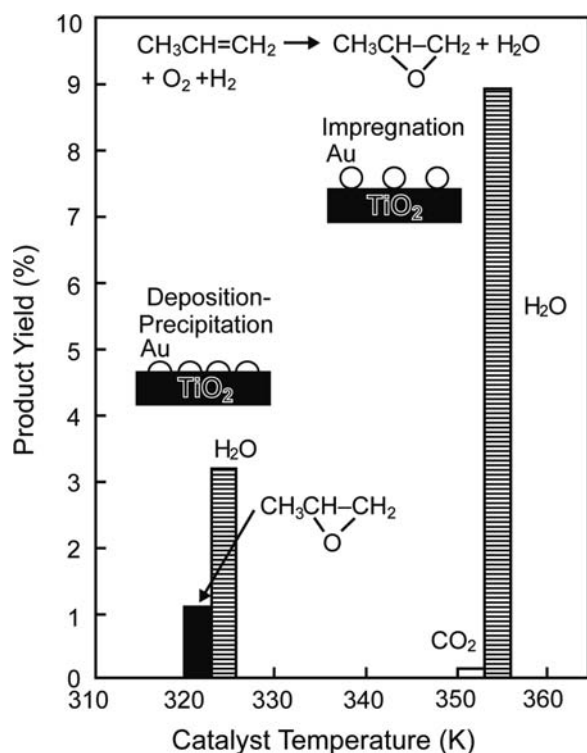 CH₃CH=CH₂ → CH₃CH–CH₂ + H₂O
+ O₂ +H₂
O
Impregnation
Au
TiO₂
H₂O
Deposition-
Precipitation
Au
TiO₂
H₂O
CH₃CH–CH₂
O
CO₂
Product Yield (%)
10
9
8
7
6
5
4
3
2
1
0
310 320 330 340 350 360
Catalyst Temperature (K)